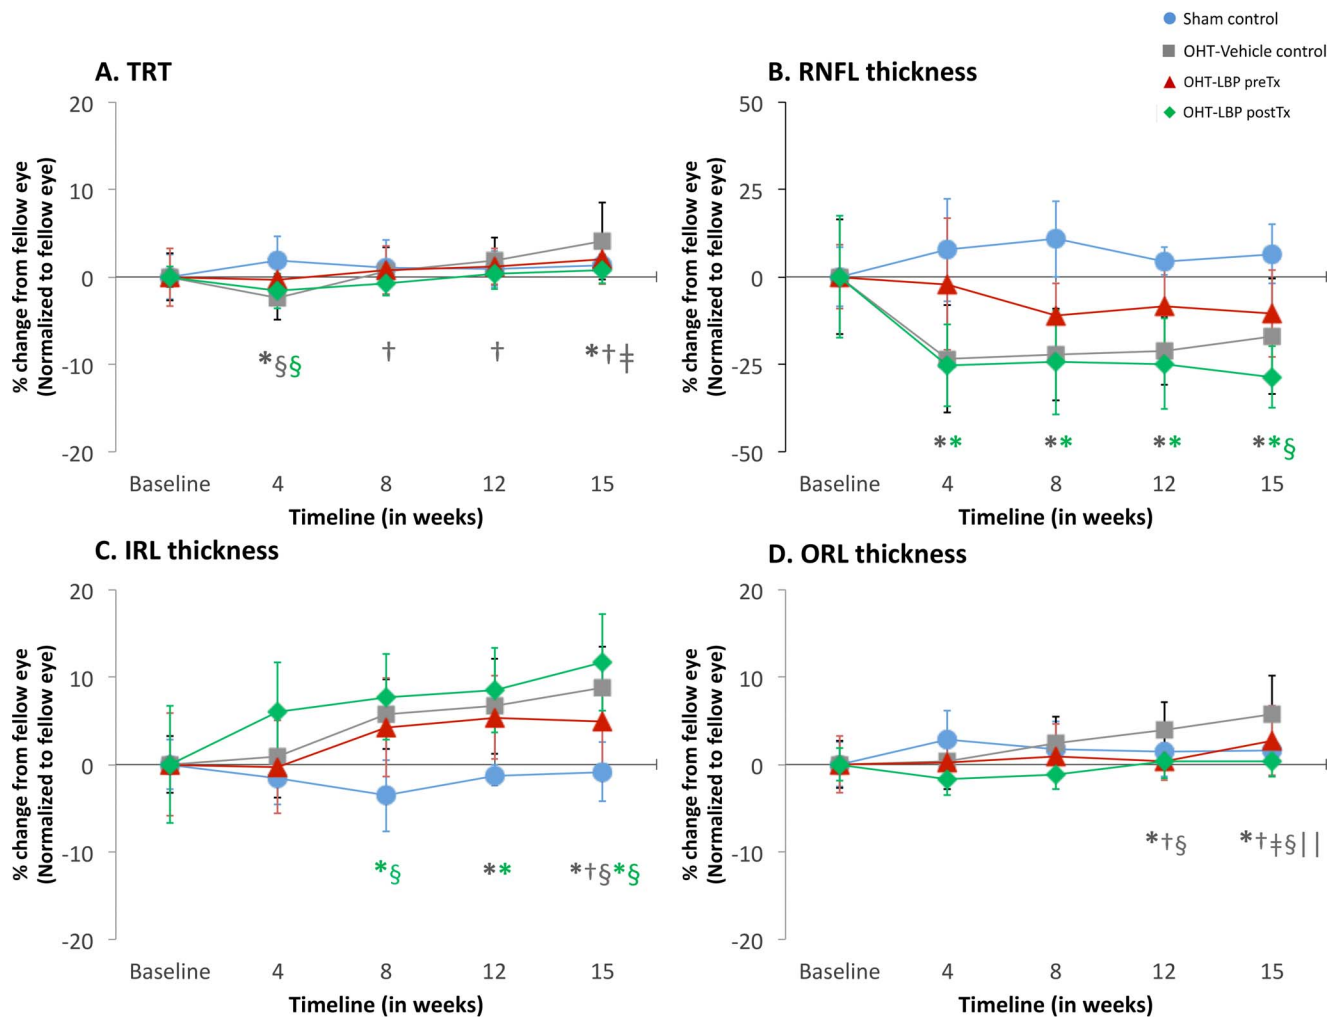 Sham control
OHT-Vehicle control
OHT-LBP preTx
OHT-LBP postTx
A. TRT
% change from fellow eye
(Normalized to fellow eye)
20
10
0
-10
-20
*§§
†
†
*†‡
Baseline 4 8 12 15
Timeline (in weeks)
B. RNFL thickness
% change from fellow eye
(Normalized to fellow eye)
50
25
0
-25
-50
**
**
**
**§
Baseline 4 8 12 15
Timeline (in weeks)
C. IRL thickness
% change from fellow eye
(Normalized to fellow eye)
20
10
0
-10
-20
*§
**
*†§*§
Baseline 4 8 12 15
Timeline (in weeks)
D. ORL thickness
% change from fellow eye
(Normalized to fellow eye)
20
10
0
-10
-20
*†§
*†‡§||
Baseline 4 8 12 15
Timeline (in weeks)